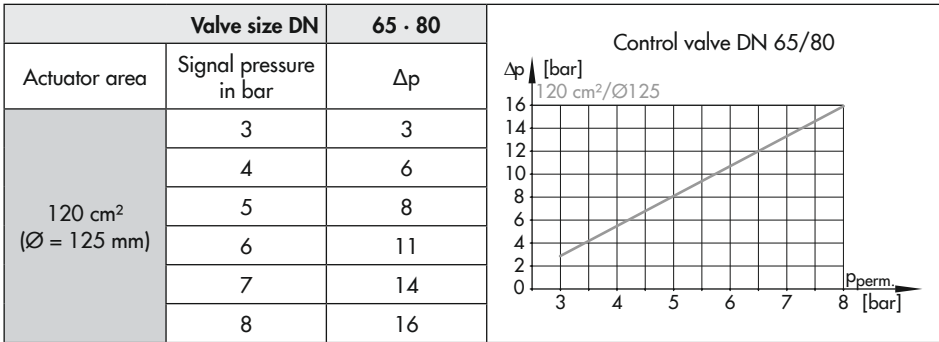 Valve size DN 65 · 80
Actuator area Signal pressure in bar Δp
120 cm²
(Ø = 125 mm)
3 3
4 6
5 8
6 11
7 14
8 16
Control valve DN 65/80
Δp [bar]
120 cm²/Ø125
16
14
12
10
8
6
4
2
0
3 4 5 6 7 8 [bar]
pperm.